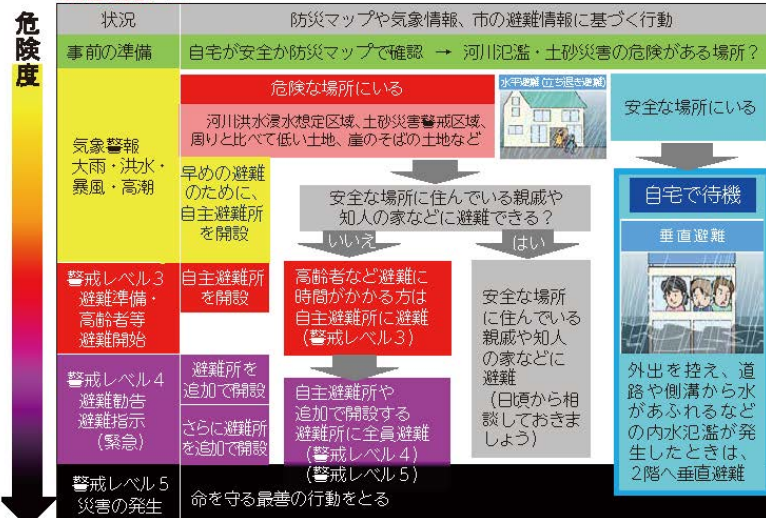 危険度
状況
防災マップや気象情報、市の避難情報に基づく行動
事前の準備
自宅が安全か防災マップで確認 → 河川氾濫・土砂災害の危険がある場所?
気象警報
大雨・洪水・
暴風・高潮
危険な場所にいる
河川洪水浸水想定区域、土砂災害警戒区域、
周りと比べて低い土地、崖のそばの土地など
水平避難(立ち退き避難)
安全な場所にいる
早めの避難
のために、
自主避難所
を開設
安全な場所に住んでいる親戚や
知人の家などに避難できる?
いいえ
はい
自宅で待機
垂直避難
外出を控え、道
路や側溝から水
があふれるなど
の内水氾濫が発
生したときは、
2階へ垂直避難
警戒レベル3
避難準備・
高齢者等
避難開始
自主避難所
を開設
高齢者など避難に
時間がかかる方は
自主避難所に避難
(警戒レベル3)
安全な場所
に住んでいる
親戚や知人
の家などに
避難
(日頃から相
談しておきま
しょう)
警戒レベル4
避難勧告
避難指示
(緊急)
避難所を
追加で開設
さらに避難所
を追加で開設
自主避難所や
追加で開設する
避難所に全員避難
(警戒レベル4)
(警戒レベル5)
警戒レベル5
災害の発生
命を守る最善の行動をとる